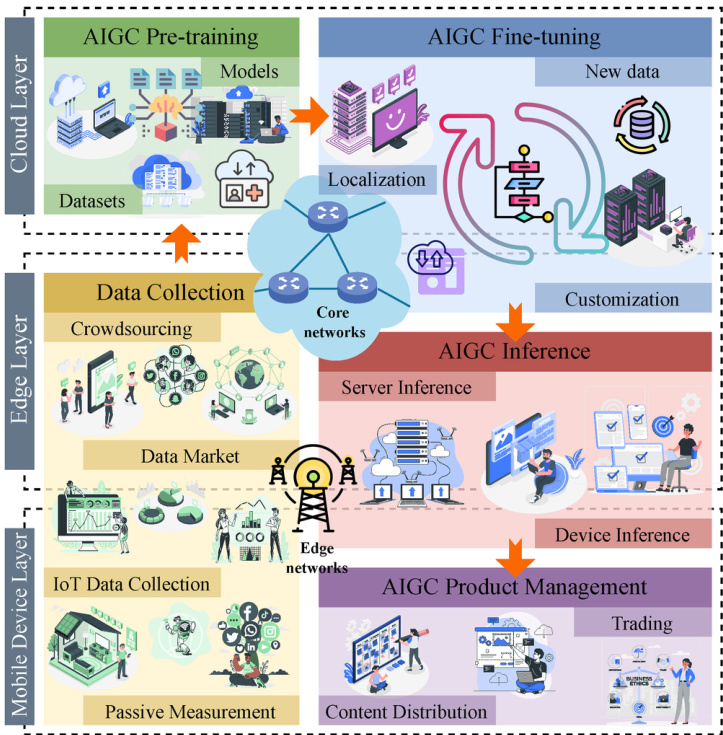 Cloud Layer
AIGC Pre-training
Models
Datasets
AIGC Fine-tuning
New data
Localization
Customization
Core
networks
Edge Layer
Data Collection
Crowdsourcing
Data Market
AIGC Inference
Server Inference
Device Inference
Edge
networks
Mobile Device Layer
IoT Data Collection
Passive Measurement
AIGC Product Management
Trading
BUSINESS
ETHICS
Content Distribution